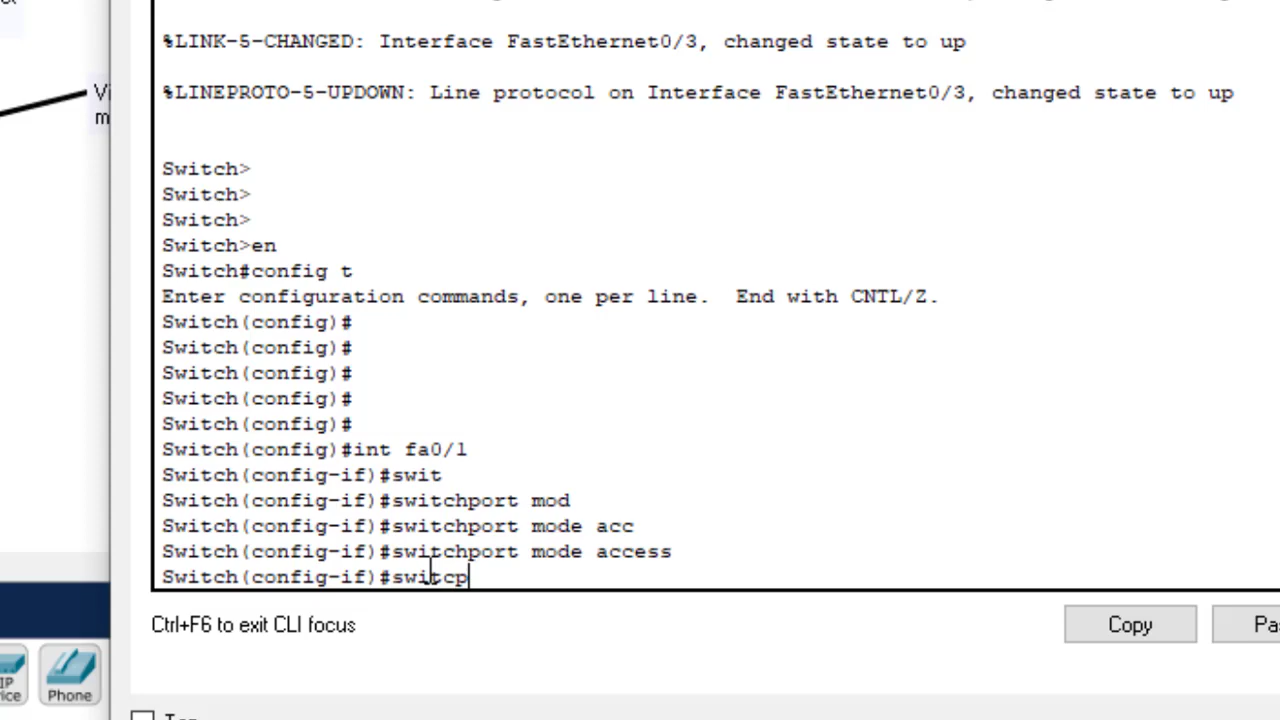 %LINK-5-CHANGED: Interface FastEthernet0/3, changed state to up
%LINEPROTO-5-UPDOWN: Line protocol on Interface FastEthernet0/3, changed state to up
Switch>
Switch>
Switch>
Switch>en
Switch#config t
Enter configuration commands, one per line.  End with CNTL/Z.
Switch(config)#
Switch(config)#
Switch(config)#
Switch(config)#
Switch(config)#
Switch(config)#int fa0/1
Switch(config-if)#swit
Switch(config-if)#switchport mod
Switch(config-if)#switchport mode acc
Switch(config-if)#switchport mode access
Switch(config-if)#switcp
Ctrl+F6 to exit CLI focus
Copy
IP
Phone